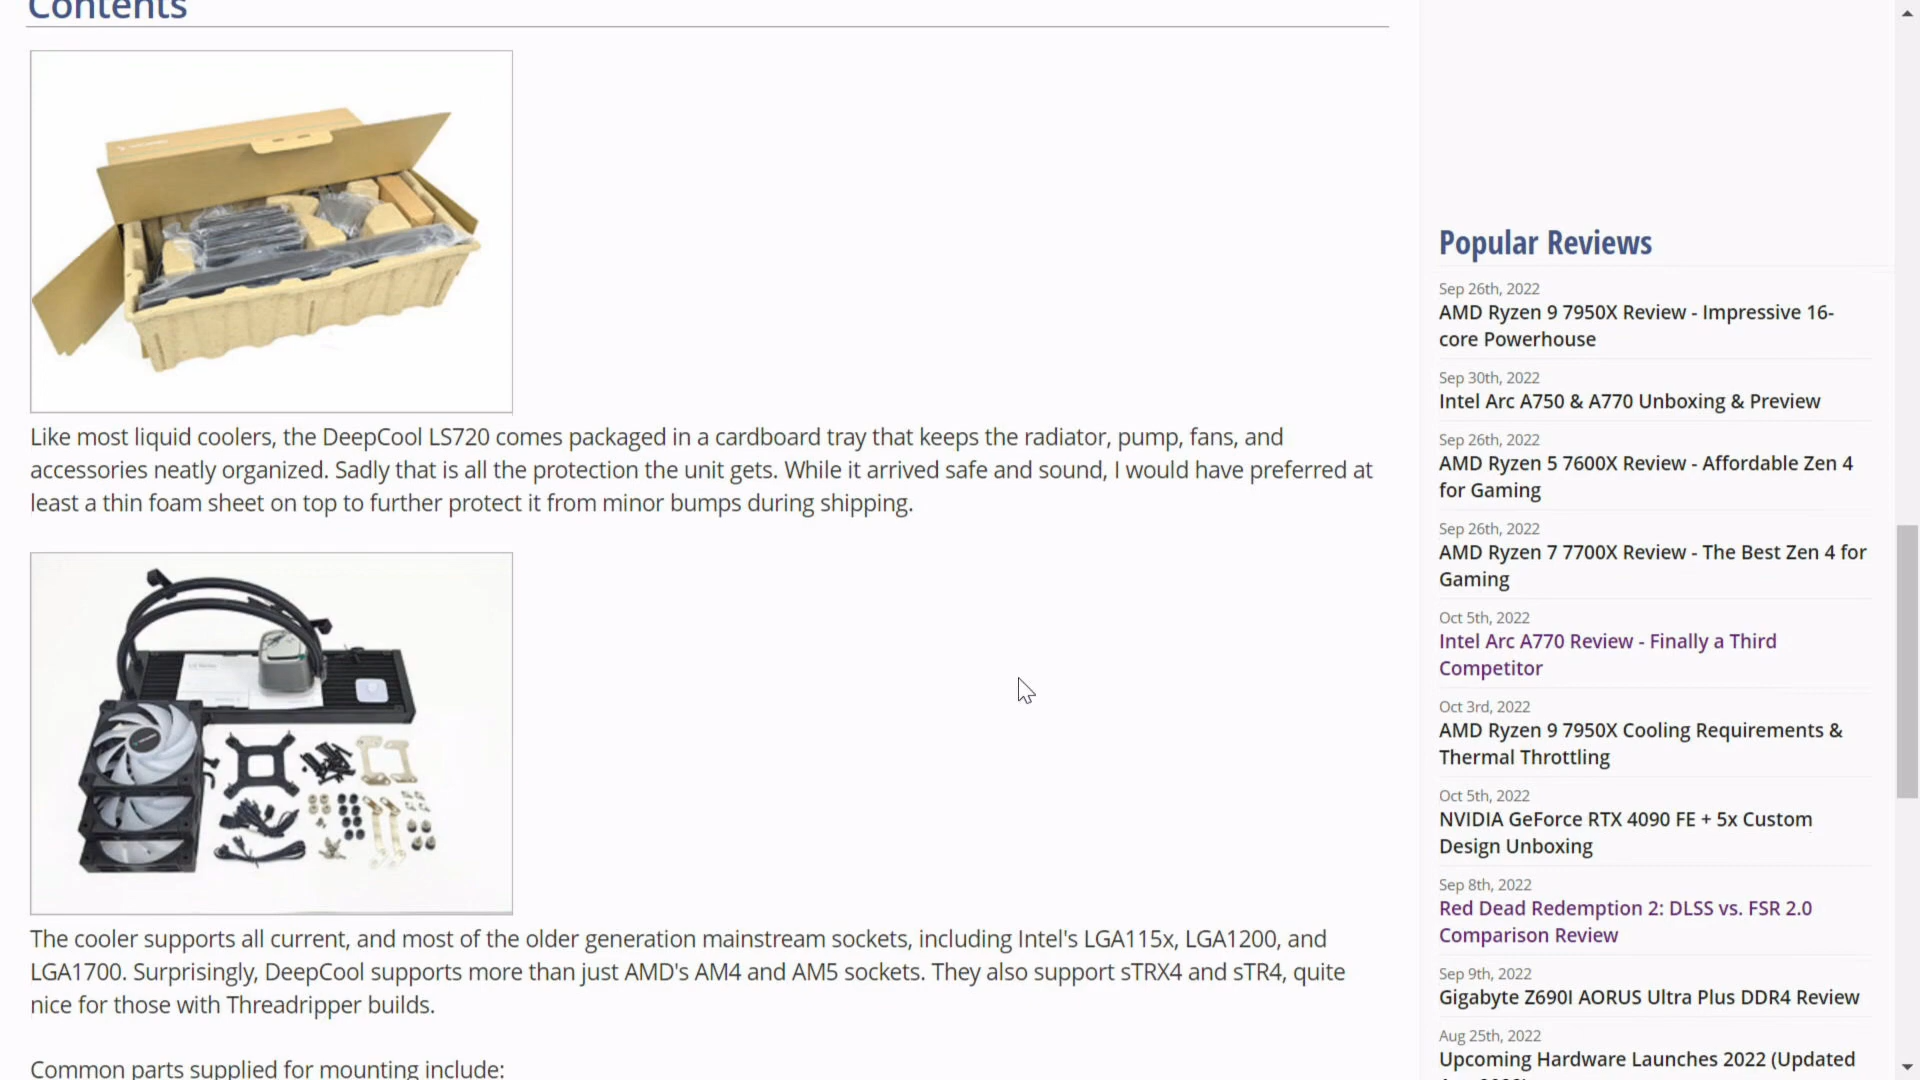 Contents
Like most liquid coolers, the DeepCool LS720 comes packaged in a cardboard tray that keeps the radiator, pump, fans, and
accessories neatly organized. Sadly that is all the protection the unit gets. While it arrived safe and sound, I would have preferred at
least a thin foam sheet on top to further protect it from minor bumps during shipping.
The cooler supports all current, and most of the older generation mainstream sockets, including Intel's LGA115x, LGA1200, and
LGA1700. Surprisingly, DeepCool supports more than just AMD's AM4 and AM5 sockets. They also support sTRX4 and sTR4, quite
nice for those with Threadripper builds.
Common parts supplied for mounting include:
Popular Reviews
Sep 26th, 2022
AMD Ryzen 9 7950X Review - Impressive 16-
core Powerhouse
Sep 30th, 2022
Intel Arc A750 & A770 Unboxing & Preview
Sep 26th, 2022
AMD Ryzen 5 7600X Review - Affordable Zen 4
for Gaming
Sep 26th, 2022
AMD Ryzen 7 7700X Review - The Best Zen 4 for
Gaming
Oct 5th, 2022
Intel Arc A770 Review - Finally a Third
Competitor
Oct 3rd, 2022
AMD Ryzen 9 7950X Cooling Requirements &
Thermal Throttling
Oct 5th, 2022
NVIDIA GeForce RTX 4090 FE + 5x Custom
Design Unboxing
Sep 8th, 2022
Red Dead Redemption 2: DLSS vs. FSR 2.0
Comparison Review
Sep 9th, 2022
Gigabyte Z690I AORUS Ultra Plus DDR4 Review
Aug 25th, 2022
Upcoming Hardware Launches 2022 (Updated